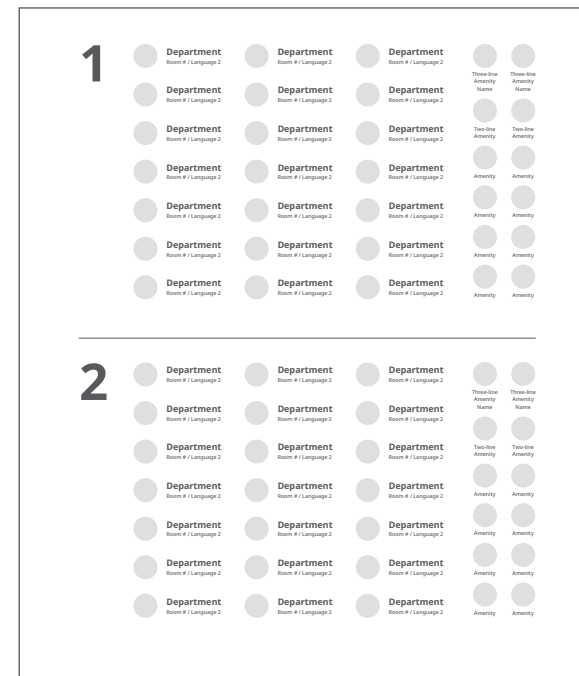 1
Department Department Department
Room # / Language 2 Room # / Language 2 Room # / Language 2
Three-line Three-line
Amenity Amenity
Name Name
Department Department Department
Room # / Language 2 Room # / Language 2 Room # / Language 2
Department Department Department
Room # / Language 2 Room # / Language 2 Room # / Language 2
Two-line Two-line
Amenity Amenity
Department Department Department
Room # / Language 2 Room # / Language 2 Room # / Language 2
Amenity Amenity
Department Department Department
Room # / Language 2 Room # / Language 2 Room # / Language 2
Amenity Amenity
Department Department Department
Room # / Language 2 Room # / Language 2 Room # / Language 2
Amenity Amenity
Department Department Department
Room # / Language 2 Room # / Language 2 Room # / Language 2
Amenity Amenity
2
Department Department Department
Room # / Language 2 Room # / Language 2 Room # / Language 2
Three-line Three-line
Amenity Amenity
Name Name
Department Department Department
Room # / Language 2 Room # / Language 2 Room # / Language 2
Department Department Department
Room # / Language 2 Room # / Language 2 Room # / Language 2
Two-line Two-line
Amenity Amenity
Department Department Department
Room # / Language 2 Room # / Language 2 Room # / Language 2
Amenity Amenity
Department Department Department
Room # / Language 2 Room # / Language 2 Room # / Language 2
Amenity Amenity
Department Department Department
Room # / Language 2 Room # / Language 2 Room # / Language 2
Amenity Amenity
Department Department Department
Room # / Language 2 Room # / Language 2 Room # / Language 2
Amenity Amenity